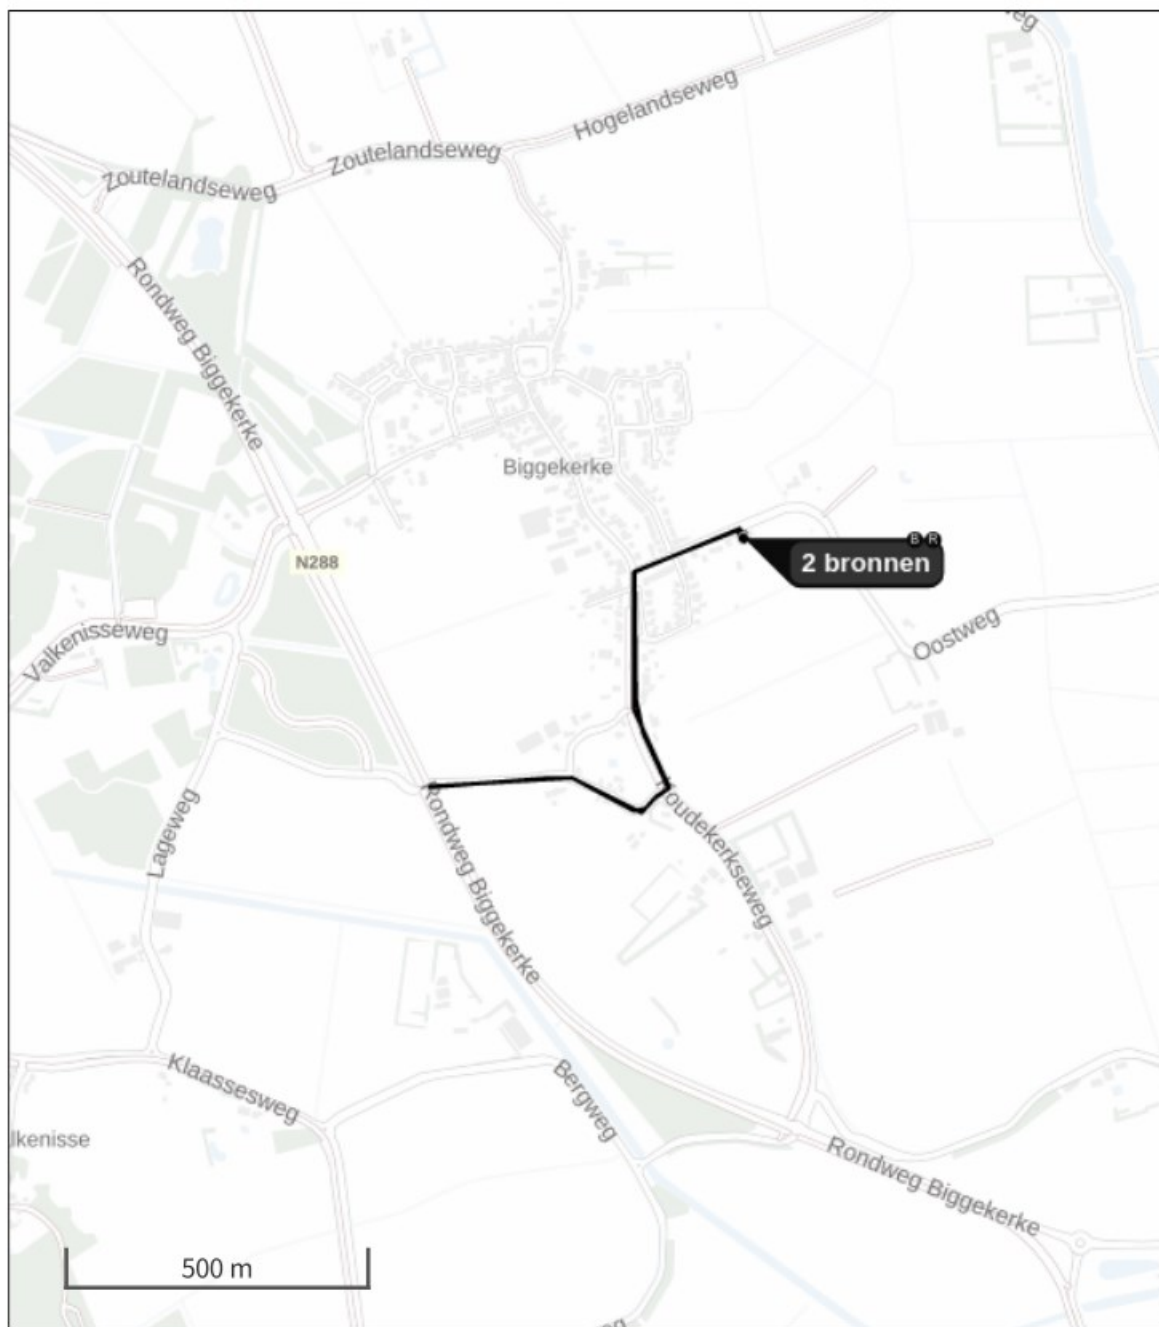 Hogelandseweg
Zoutelandseweg
Zoutelandseweg
Rondweg Biggekerke
Biggekerke
N288
B R
2 bronnen
Valkenisseweg
Oostweg
Rondweg Biggekerke
Koudekerkseweg
Lageweg
Klaassesweg
Bergweg
lkenisse
Rondweg Biggekerke
500 m